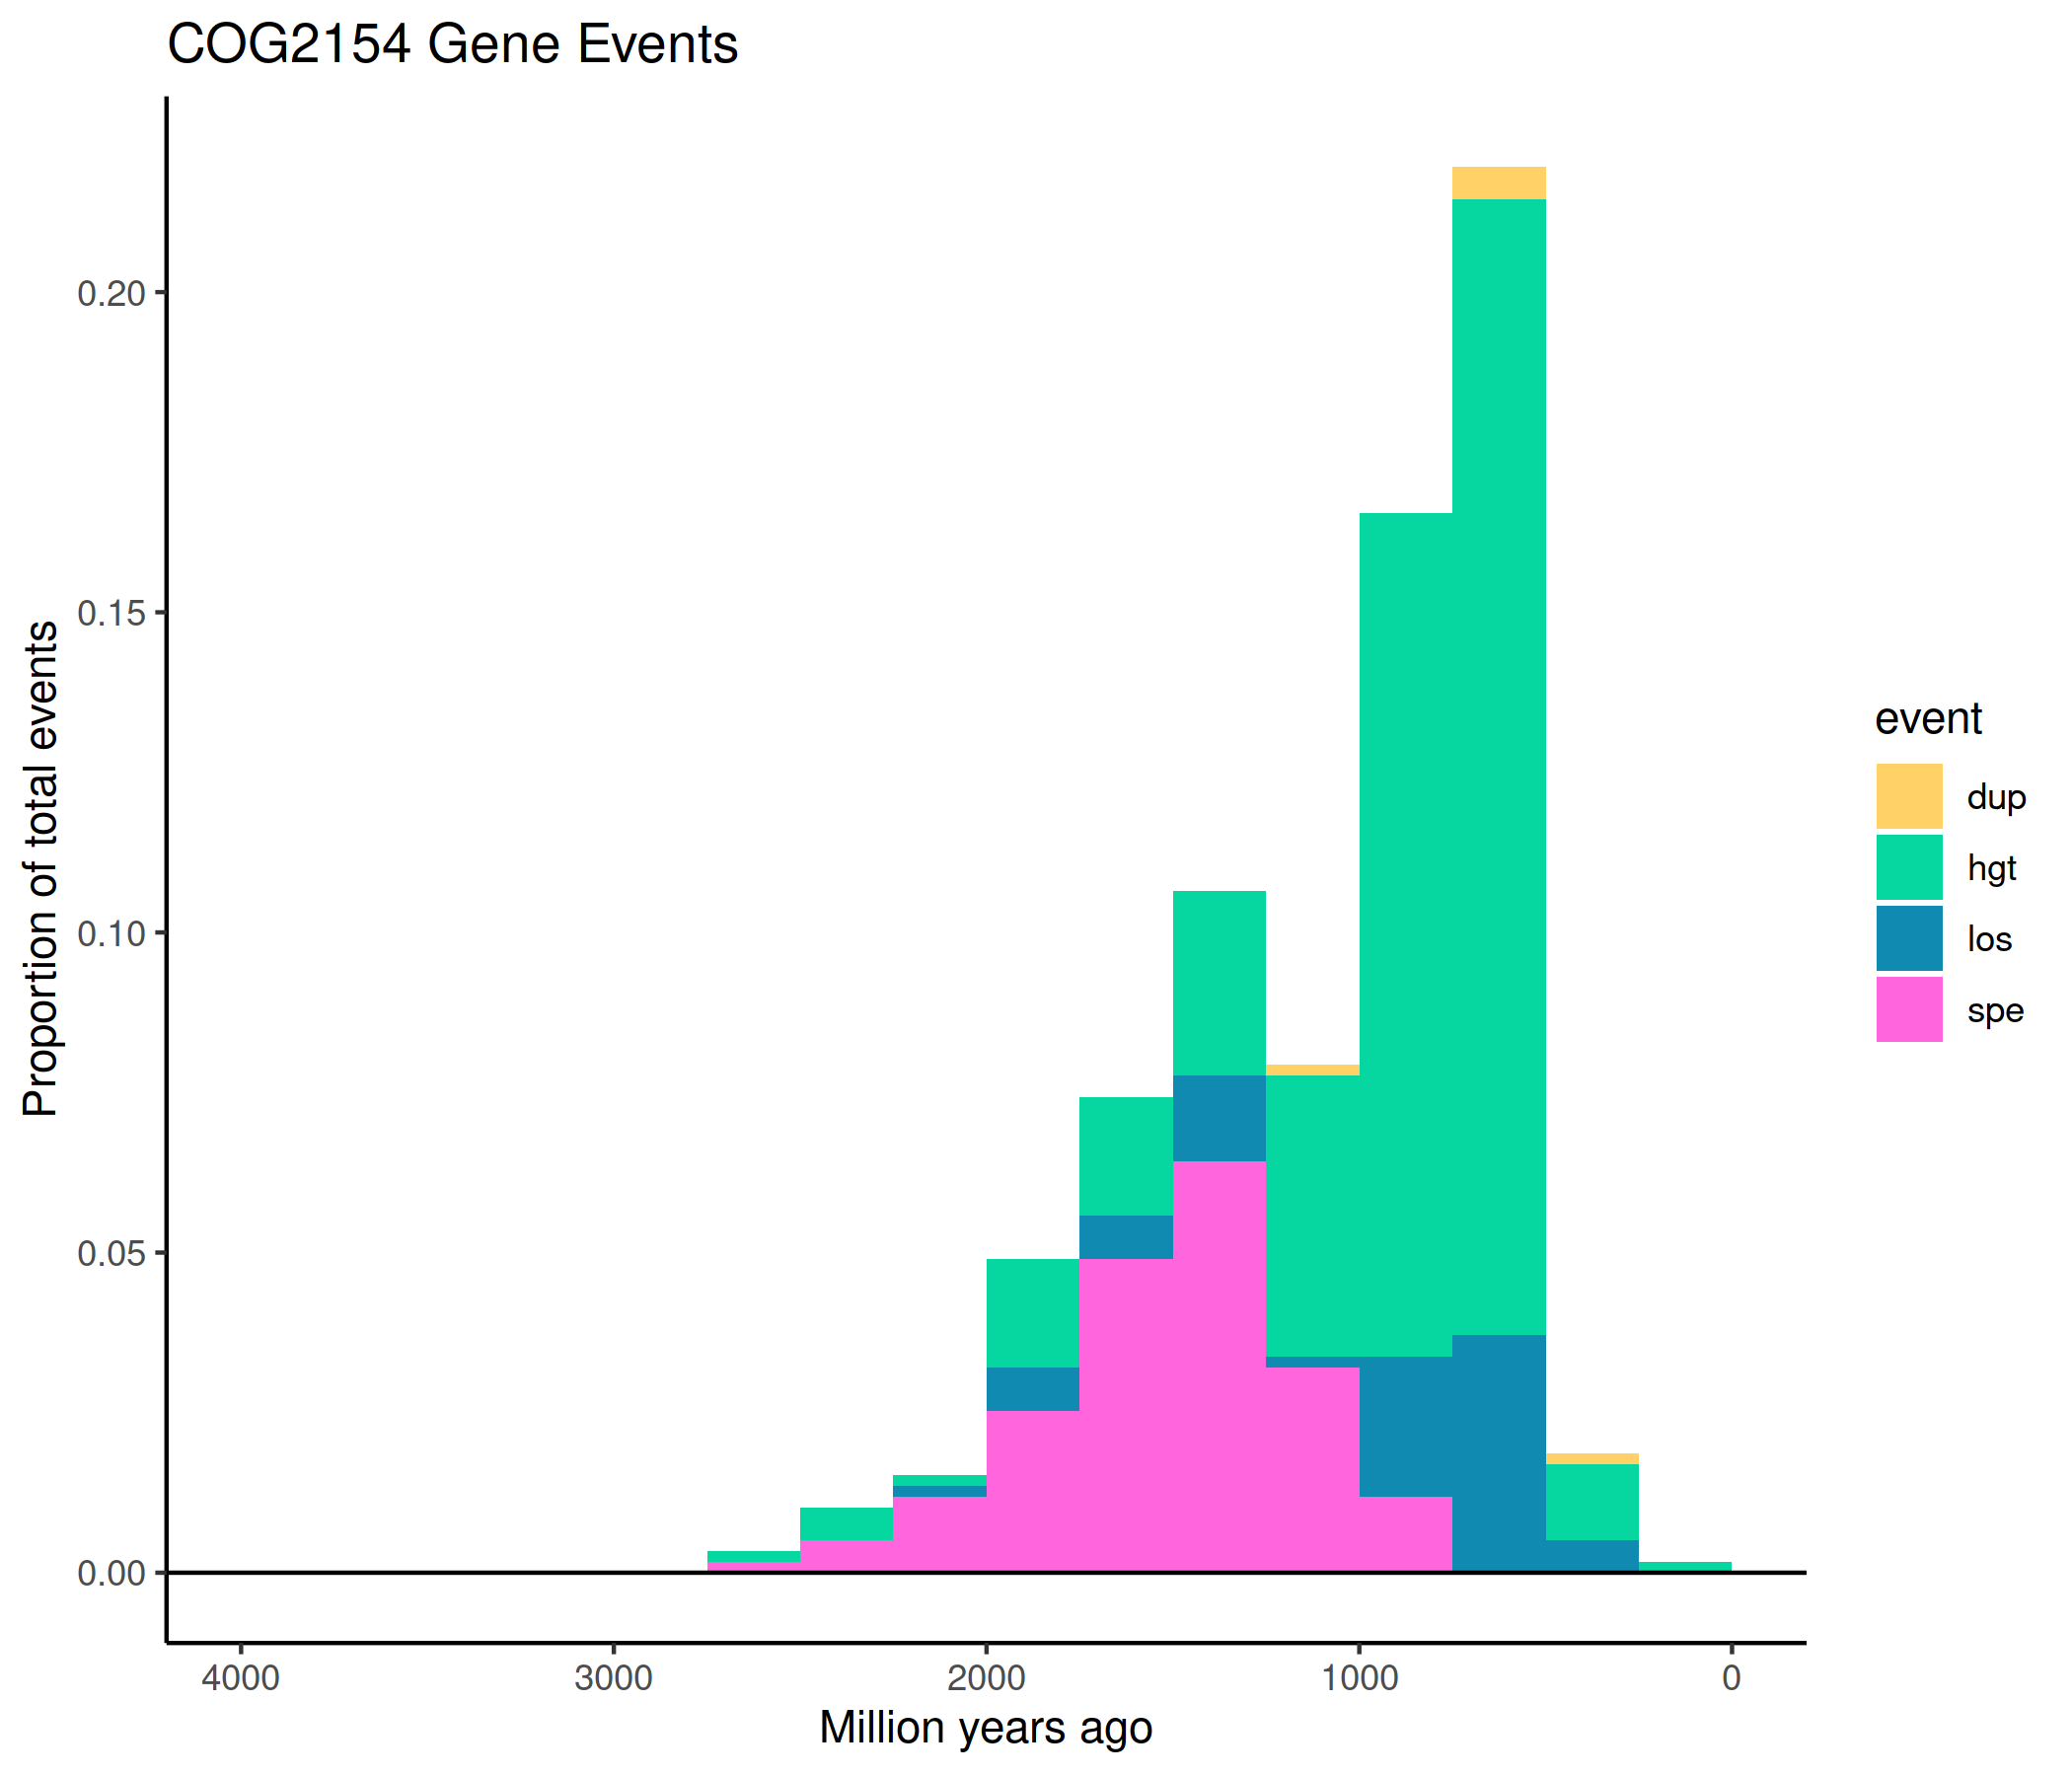 COG2154 Gene Events
Proportion of total events
0.20
0.15
0.10
0.05
0.00
4000 3000 2000 1000 0
Million years ago
event
dup
hgt
los
spe